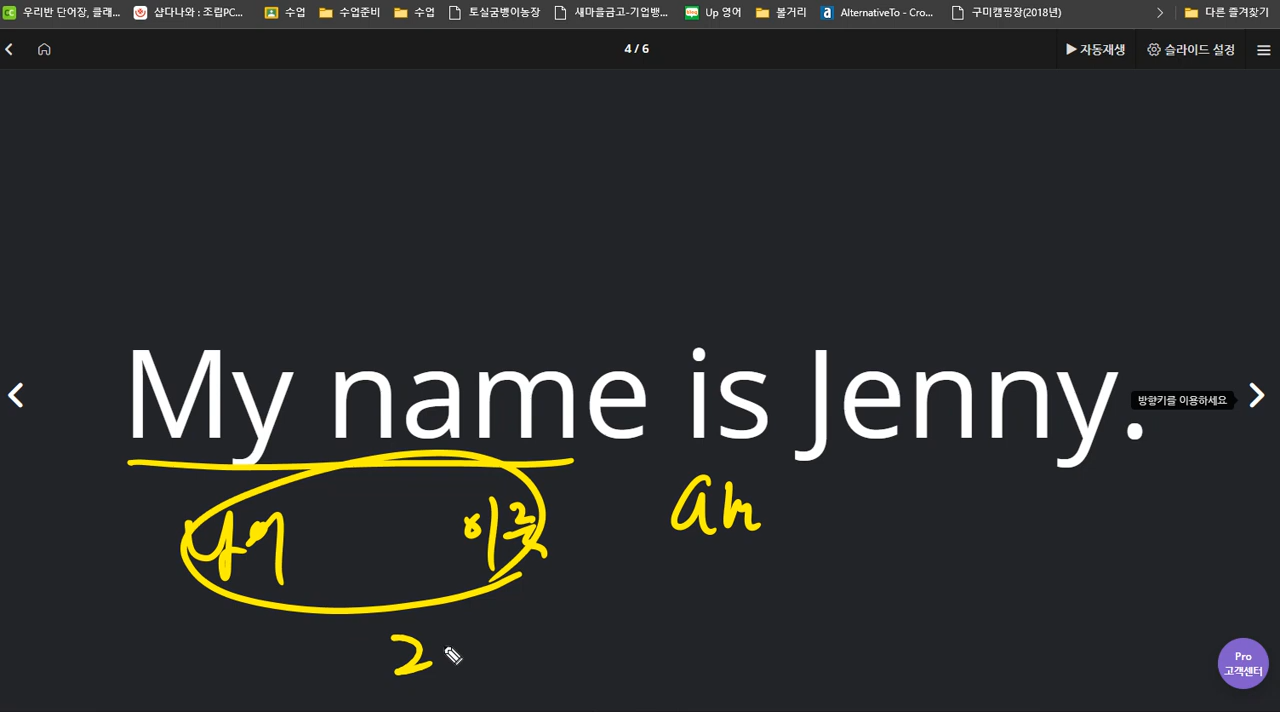 우리반 단어장, 클래... 샵다나와 : 조립PC... 수업 수업준비 수업 토실굼벵이농장 새마을금고-기업뱅... Up 영어 볼거리 AlternativeTo - Cro... 구미캠핑장(2018년) 다른 즐겨찾기
4 / 6 자동재생 슬라이드 설정
My name is Jenny.
방향키를 이용하세요
am
나의 이름
2
Pro
고객센터